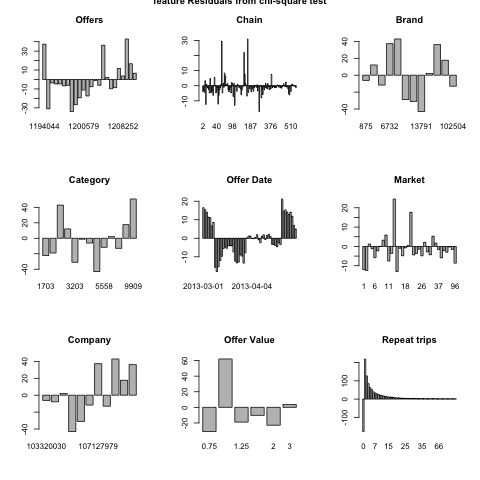 feature Residuals from chi-square test
Offers
Chain
Brand
30
10
-10
-30
1194044 1200579 1208252
30
20
10
0
-10
2 40 98 187 376 510
40
20
0
-40
875 6732 13791 102504
Category
Offer Date
Market
40
20
0
-40
1703 3203 5558 9909
20
10
0
-10
2013-03-01 2013-04-04
20
10
0
-10
1 6 11 18 26 37 96
Company
Offer Value
Repeat trips
40
20
0
-20
-40
103320030 107127979
60
40
20
0
-20
0.75 1.25 2 3
100
0
-100
0 7 15 25 35 66